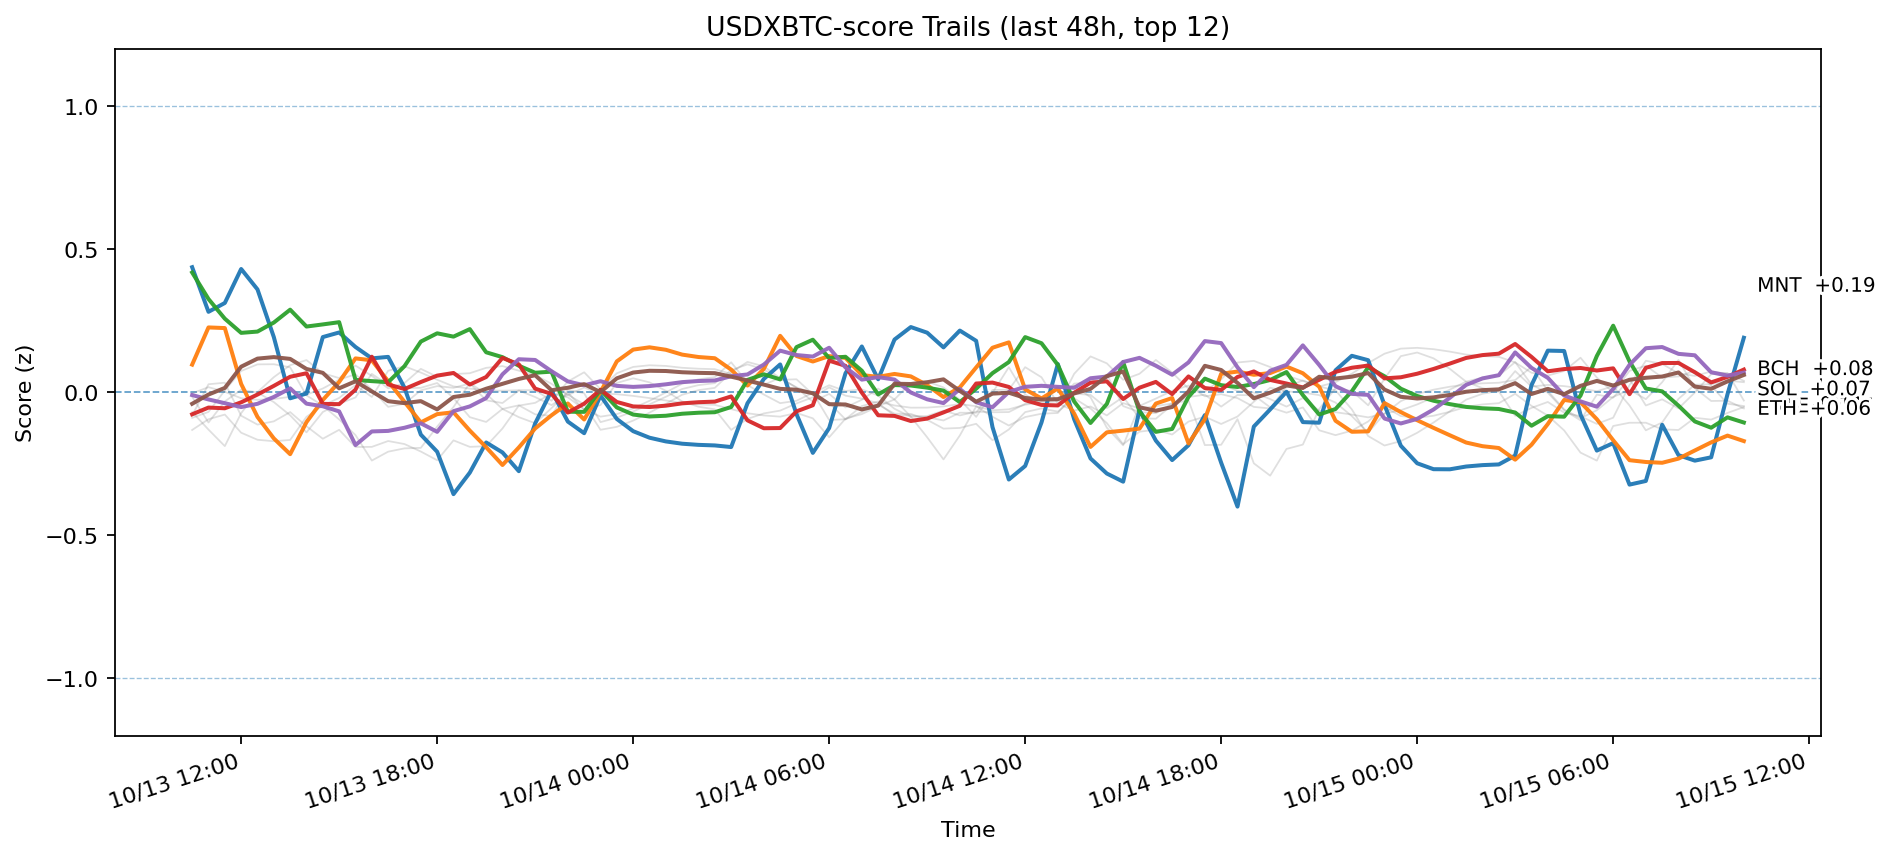 USDXBTC-score Trails (last 48h, top 12)
Score (z)
1.0
0.5
0.0
−0.5
−1.0
MNT +0.19
BCH +0.08
SOL +0.07
ETH +0.06
10/13 12:00
10/13 18:00
10/14 00:00
10/14 06:00
10/14 12:00
10/14 18:00
10/15 00:00
10/15 06:00
10/15 12:00
Time